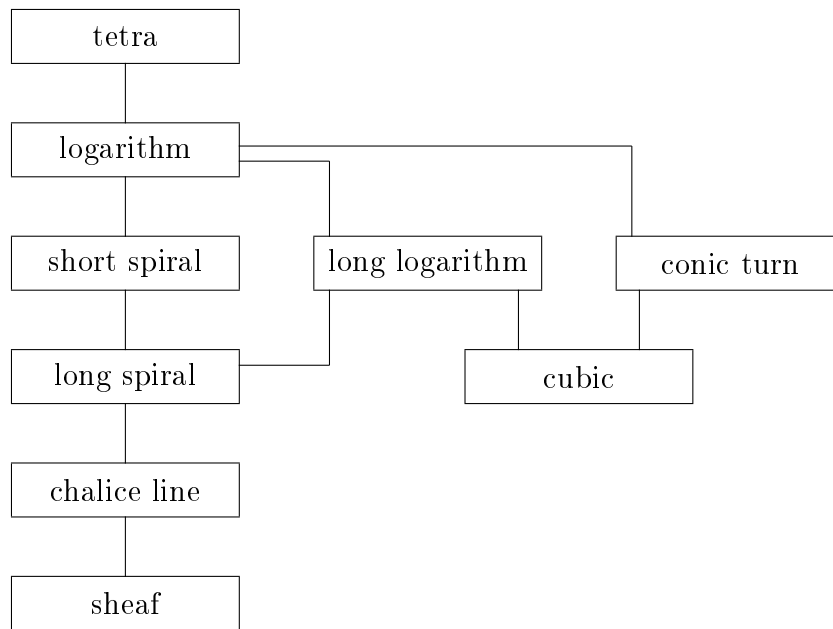 tetra
logarithm
short spiral
long logarithm
conic turn
long spiral
cubic
chalice line
sheaf